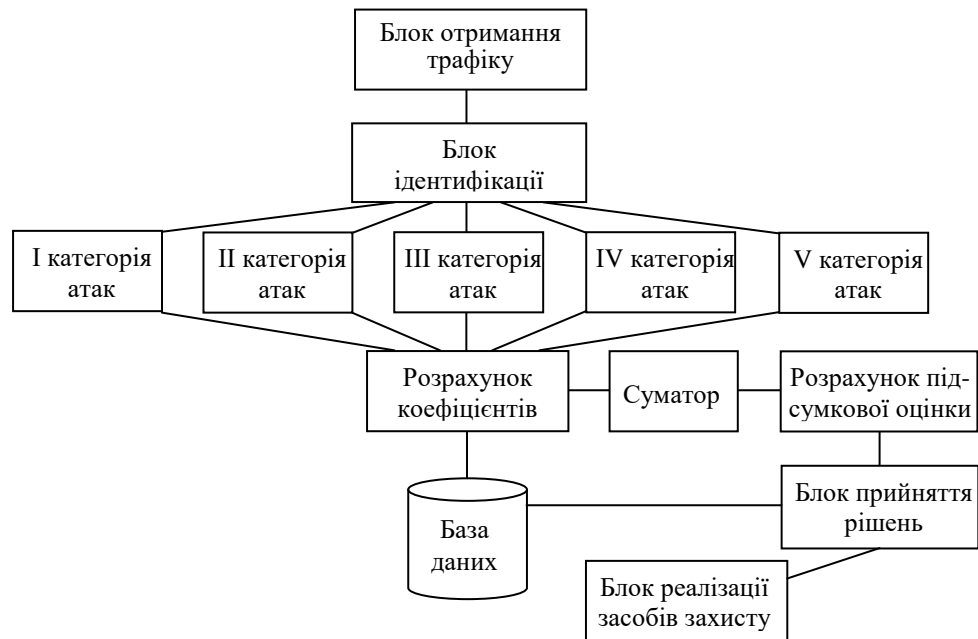 Блок отримання
трафіку
Блок
ідентифікації
I категорія
атак
II категорія
атак
III категорія
атак
IV категорія
атак
V категорія
атак
Розрахунок
коефіцієнтів
Суматор
Розрахунок під-
сумкової оцінки
База
даних
Блок прийняття
рішень
Блок реалізації
засобів захисту